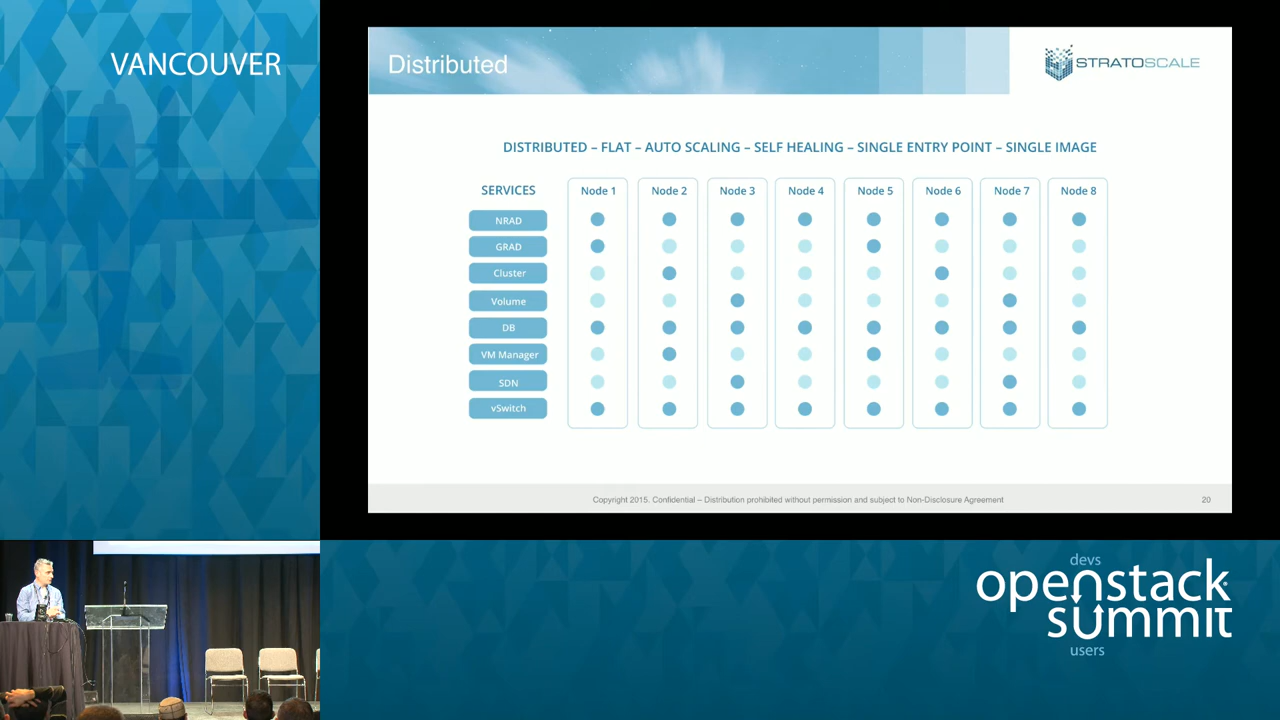 VANCOUVER
Distributed
STRATOSCALE
DISTRIBUTED – FLAT – AUTO SCALING – SELF HEALING – SINGLE ENTRY POINT – SINGLE IMAGE
SERVICES Node 1 Node 2 Node 3 Node 4 Node 5 Node 6 Node 7 Node 8
NRAD
GRAD
Cluster
Volume
DB
VM Manager
SDN
vSwitch
Copyright 2015. Confidential – Distribution prohibited without permission and subject to Non-Disclosure Agreement 20
devs
openstack
summit
users